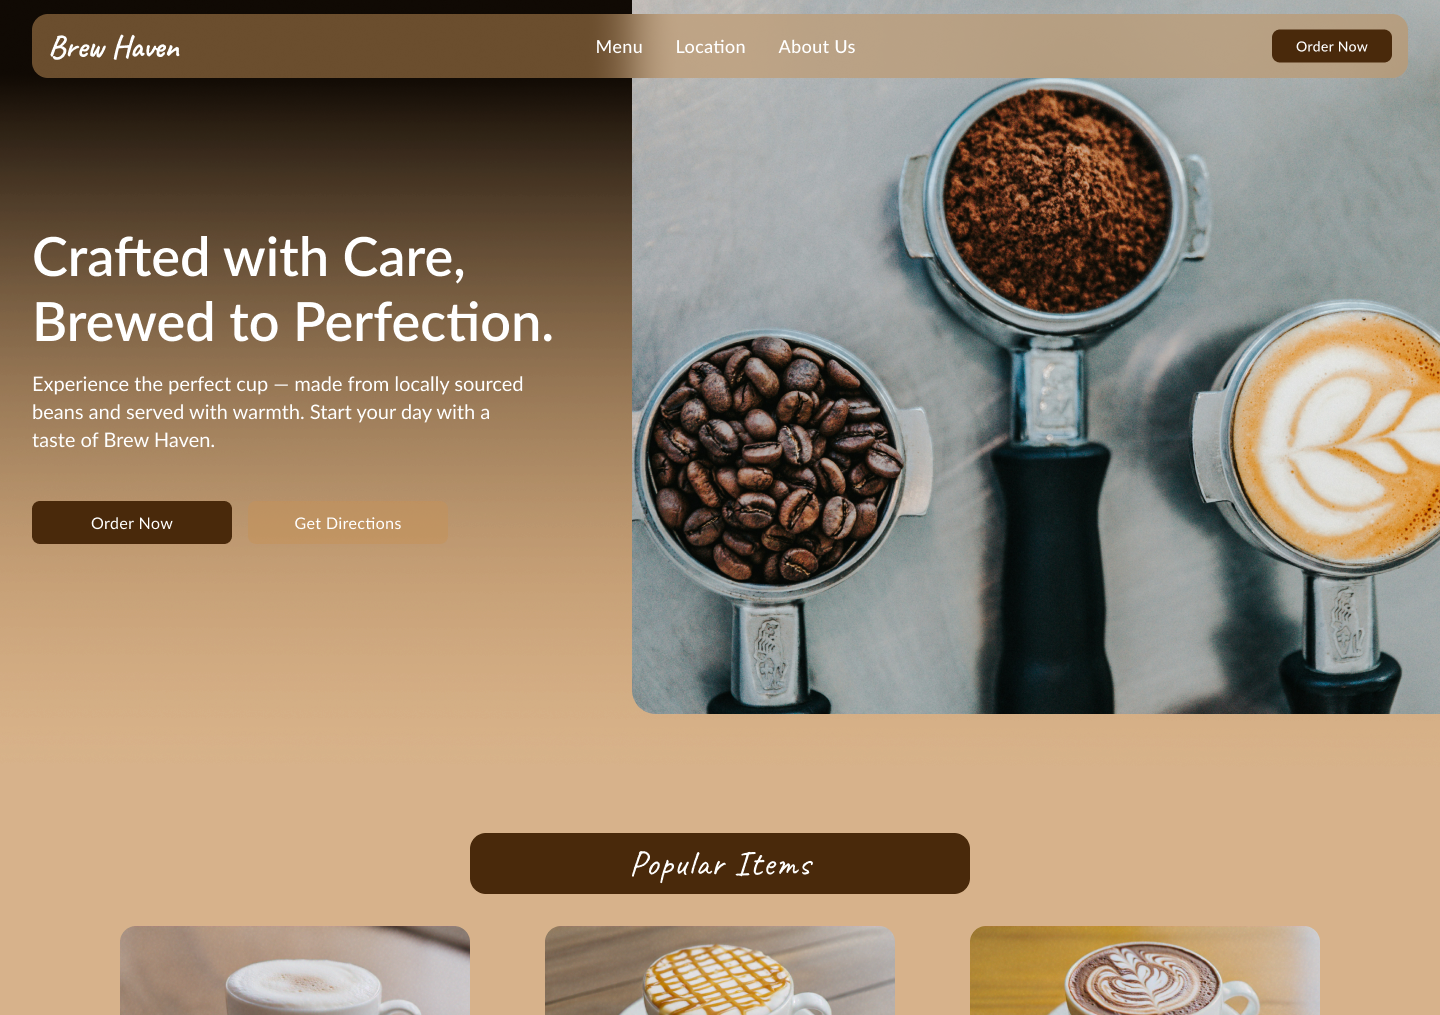 Brew Haven
Menu
Location
About Us
Order Now
Crafted with Care,
Brewed to Perfection.
Experience the perfect cup — made from locally sourced
beans and served with warmth. Start your day with a
taste of Brew Haven.
Order Now
Get Directions
Popular Items